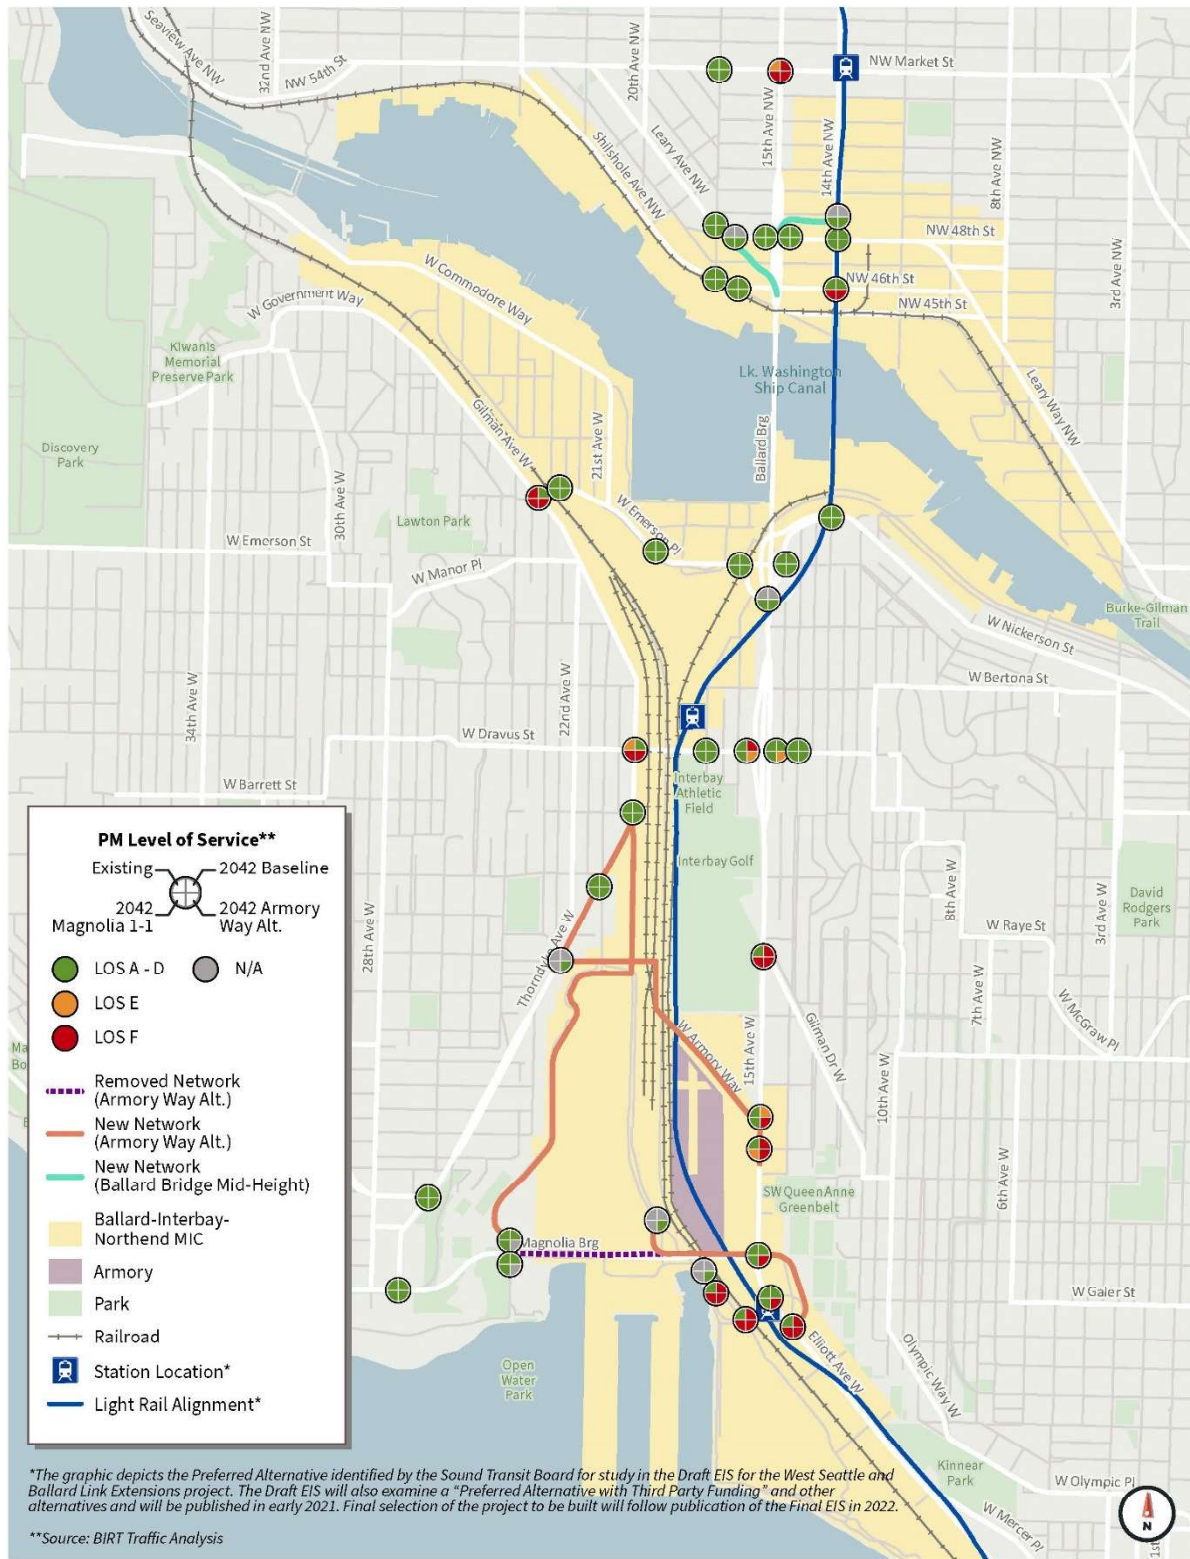 Seaview Ave NW
32nd Ave NW
NW 54th St
20th Ave NW
Leary Ave NW
15th Ave NW
14th Ave NW
NW Market St
8th Ave NW
3rd Ave NW
Shilshole Ave NW
NW 48th St
NW 46th St
NW 45th St
Leary Way NW
W Commodore Way
W Government Way
Kiwanis
Memorial
Preserve Park
Lk. Washington
Ship Canal
Ballard Brg
Discovery
Park
Gilman Ave W
21st Ave W
30th Ave W
Lawton Park
W Emerson Pl
W Emerson St
W Manor Pl
Burke-Gilman
Trail
W Nickerson St
W Bertona St
34th Ave W
22nd Ave W
W Dravus St
W Barrett St
Interbay
Athletic
Field
Interbay Golf
8th Ave W
3rd Ave W
David
Rodgers
Park
W Raye St
28th Ave W
Thorndyke Ave W
7th Ave W
W McGraw Pl
W Armory Way
15th Ave W
Gilman Dr W
10th Ave W
6th Ave W
SW Queen Anne
Greenbelt
Magnolia Brg
W Galer St
Elliott Ave W
Olympic Way W
Open
Water
Park
Kinnear
Park
W Olympic Pl
W Mercer Pl
N
PM Level of Service**
Existing
2042 Baseline
2042
Magnolia 1-1
2042 Armory
Way Alt.
LOS A - D
N/A
LOS E
LOS F
Removed Network
(Armory Way Alt.)
New Network
(Armory Way Alt.)
New Network
(Ballard Bridge Mid-Height)
Ballard-Interbay-
Northend MIC
Armory
Park
Railroad
Station Location*
Light Rail Alignment*
*The graphic depicts the Preferred Alternative identified by the Sound Transit Board for study in the Draft EIS for the West Seattle and
Ballard Link Extensions project. The Draft EIS will also examine a “Preferred Alternative with Third Party Funding” and other
alternatives and will be published in early 2021. Final selection of the project to be built will follow publication of the Final EIS in 2022.
**Source: BIRT Traffic Analysis